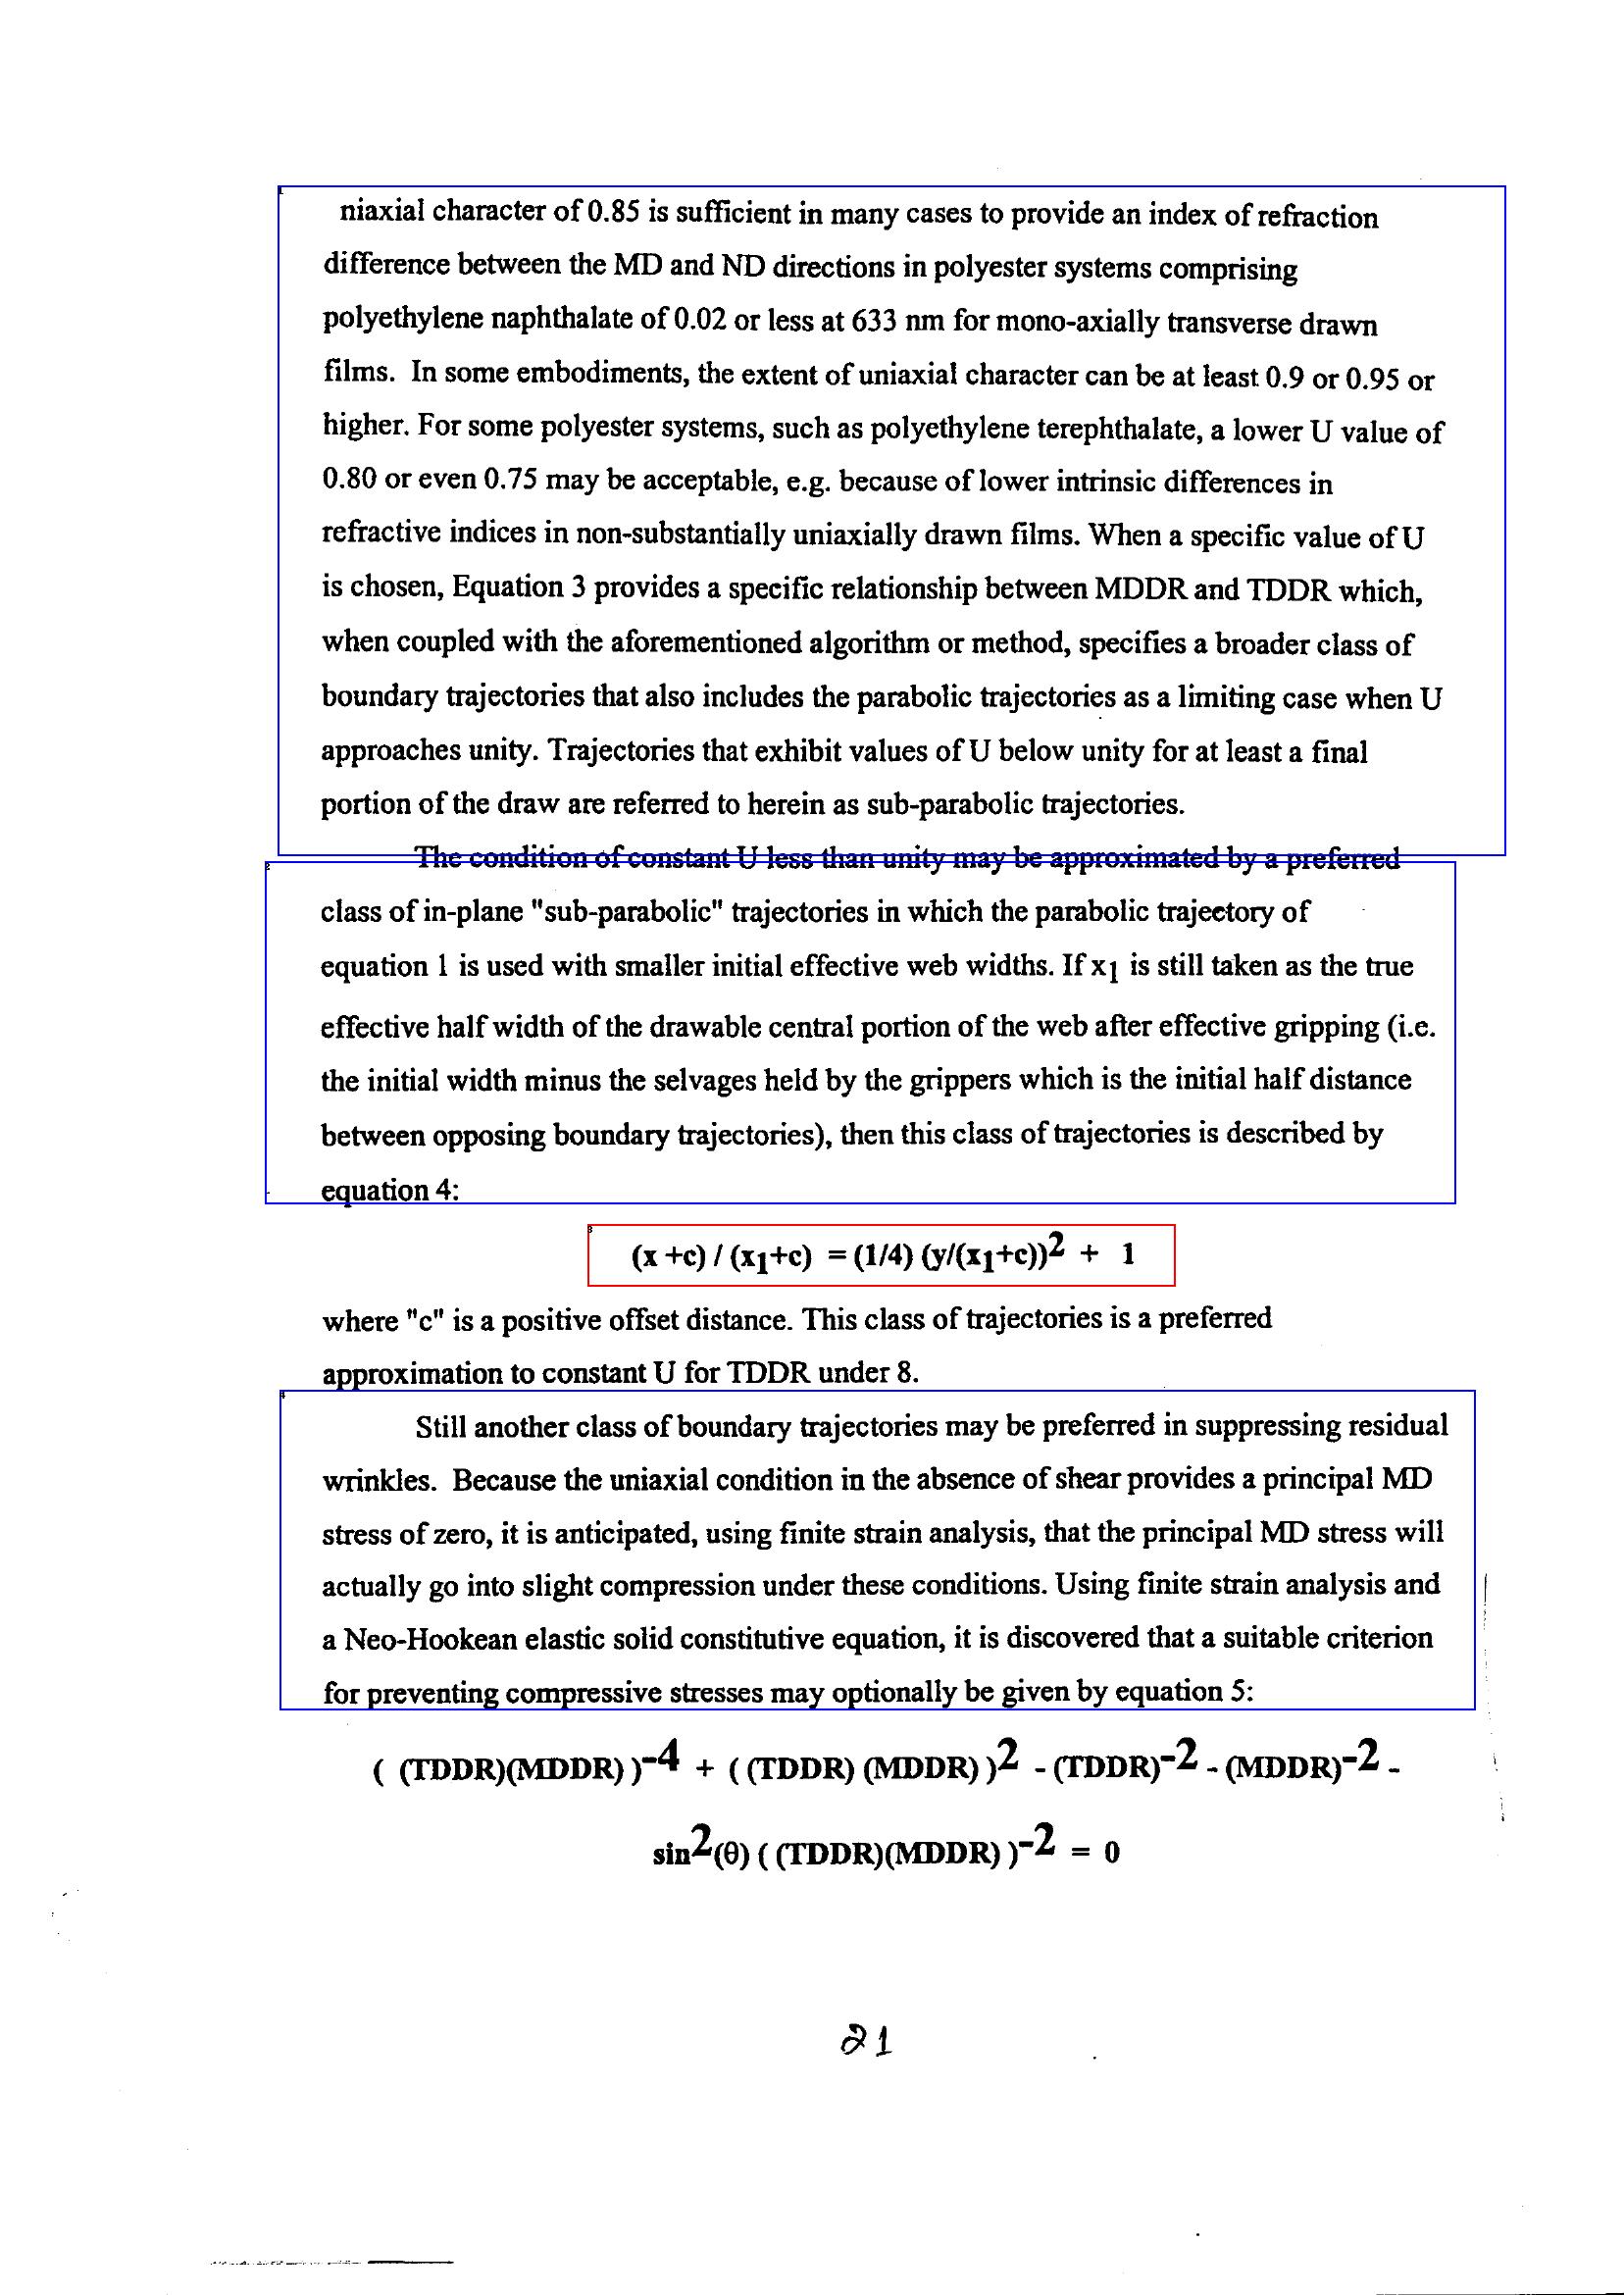 niaxial character of 0.85 is sufficient in many cases to provide an index of refraction
difference between the MD and ND directions in polyester systems comprising
polyethylene naphthalate of 0.02 or less at 633 nm for mono-axially transverse drawn
films.  In some embodiments, the extent of uniaxial character can be at least 0.9 or 0.95 or
higher. For some polyester systems, such as polyethylene terephthalate, a lower U value of
0.80 or even 0.75 may be acceptable, e.g. because of lower intrinsic differences in
refractive indices in non-substantially uniaxially drawn films. When a specific value of U
is chosen, Equation 3 provides a specific relationship between MDDR and TDDR which,
when coupled with the aforementioned algorithm or method, specifies a broader class of
boundary trajectories that also includes the parabolic trajectories as a limiting case when U
approaches unity. Trajectories that exhibit values of U below unity for at least a final
portion of the draw are referred to herein as sub-parabolic trajectories.
The condition of constant U less than unity may be approximated by a preferred
class of in-plane "sub-parabolic" trajectories in which the parabolic trajectory of
equation 1 is used with smaller initial effective web widths. If x1 is still taken as the true
effective half width of the drawable central portion of the web after effective gripping (i.e.
the initial width minus the selvages held by the grippers which is the initial half distance
between opposing boundary trajectories), then this class of trajectories is described by
equation 4:
(x +c) / (x1+c)  = (1/4) (y/(x1+c))2  +   1
where "c" is a positive offset distance. This class of trajectories is a preferred
approximation to constant U for TDDR under 8.
Still another class of boundary trajectories may be preferred in suppressing residual
wrinkles.  Because the uniaxial condition in the absence of shear provides a principal MD
stress of zero, it is anticipated, using finite strain analysis, that the principal MD stress will
actually go into slight compression under these conditions. Using finite strain analysis and
a Neo-Hookean elastic solid constitutive equation, it is discovered that a suitable criterion
for preventing compressive stresses may optionally be given by equation 5:
( (TDDR)(MDDR) )-4  +  ( (TDDR) (MDDR) )2  - (TDDR)-2 - (MDDR)-2 -
sin2(θ) ( (TDDR)(MDDR) )-2  =  0
21